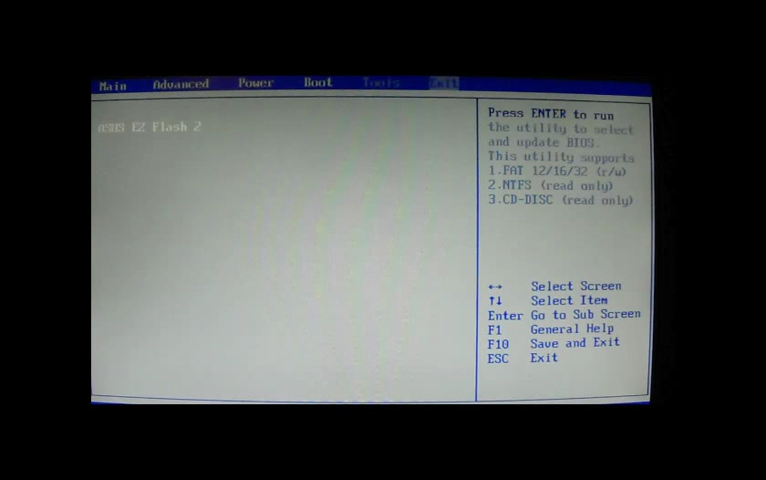 Main Advanced Power Boot Tools Exit
ASUS EZ Flash 2
Press ENTER to run
the utility to select
and update BIOS.
This utility supports
1.FAT 12/16/32 (r/w)
2.NTFS (read only)
3.CD-DISC (read only)
↔ Select Screen
↑↓ Select Item
Enter Go to Sub Screen
F1 General Help
F10 Save and Exit
ESC Exit